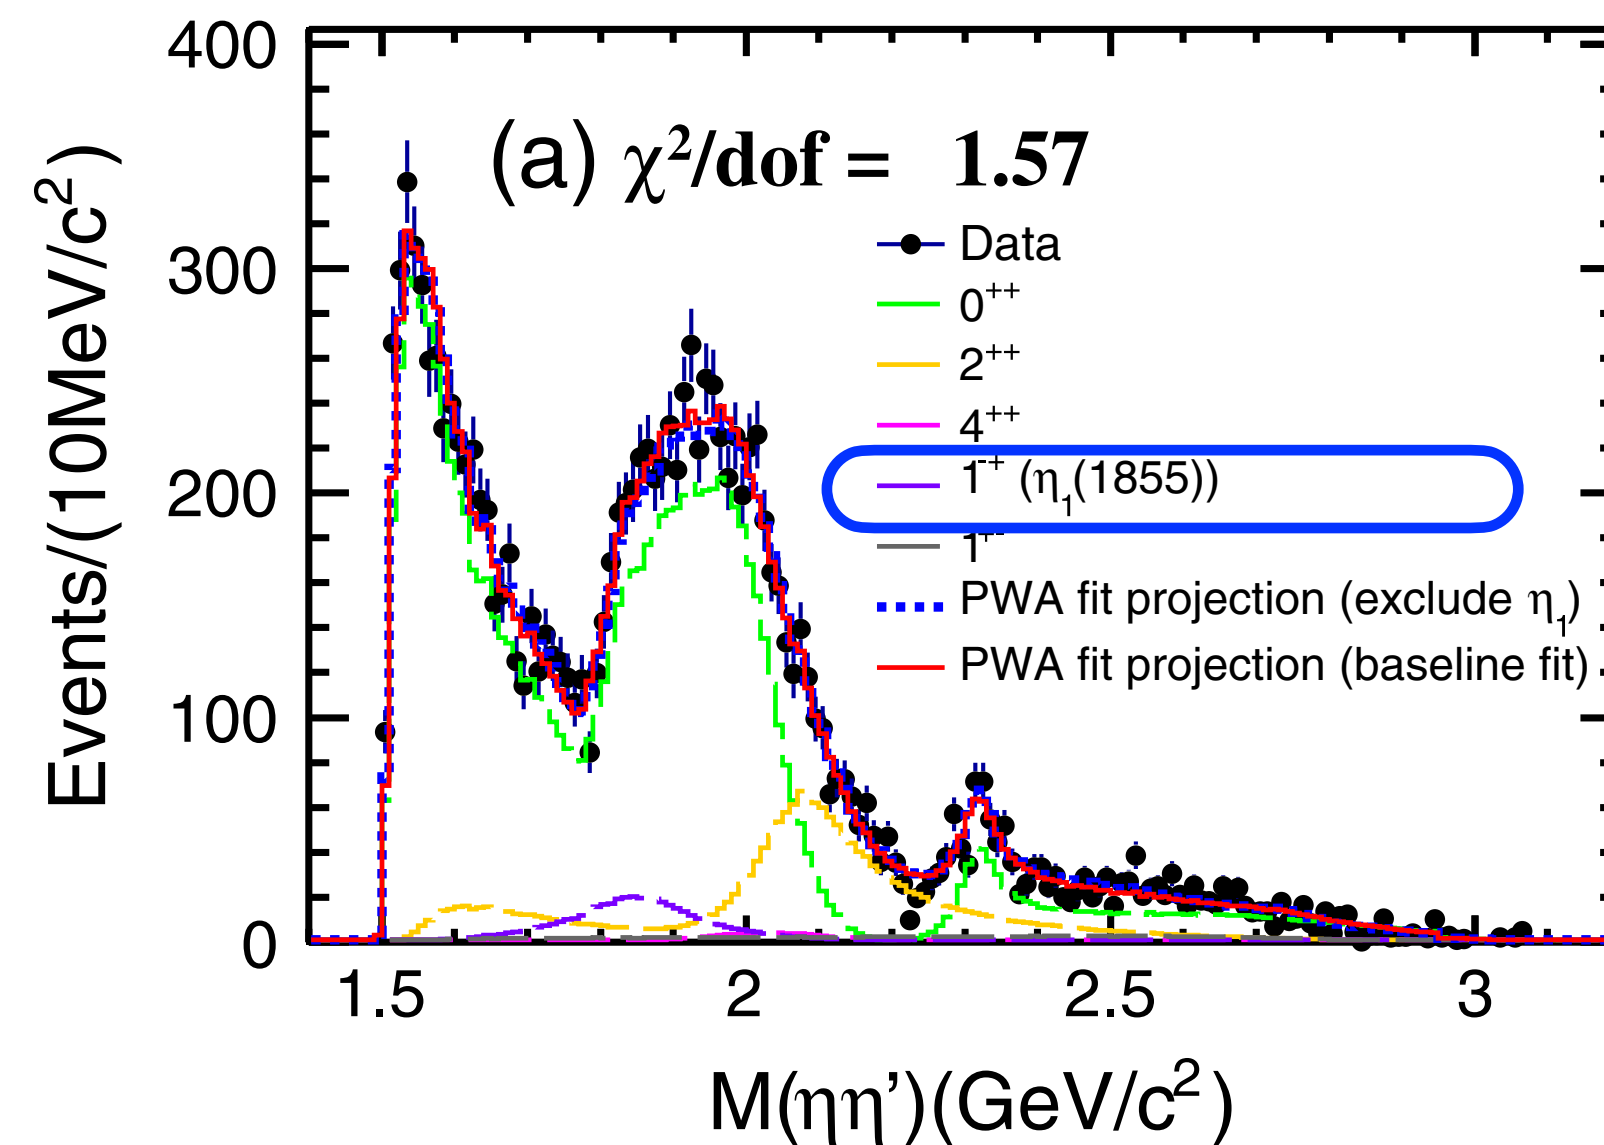 400
300
200
100
0
Events/(10MeV/c²)
(a) χ²/dof = 1.57
Data
0⁺⁺
2⁺⁺
4⁺⁺
1⁻⁺ (η₁(1855))
1⁺⁻
PWA fit projection (exclude η₁)
PWA fit projection (baseline fit)
1.5 2 2.5 3
M(ηη')(GeV/c²)